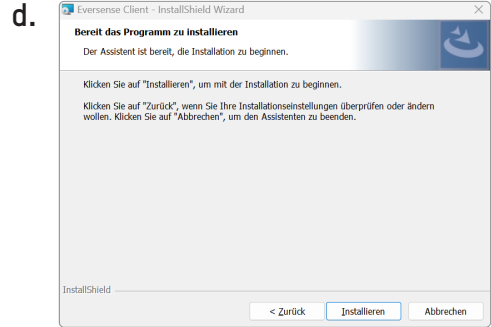 d.
Eversense Client - InstallShield Wizard
Bereit das Programm zu installieren
Der Assistent ist bereit, die Installation zu beginnen.
Klicken Sie auf "Installieren", um mit der Installation zu beginnen.
Klicken Sie auf "Zurück", wenn Sie Ihre Installationseinstellungen überprüfen oder ändern
wollen. Klicken Sie auf "Abbrechen", um den Assistenten zu beenden.
InstallShield
< Zurück Installieren Abbrechen